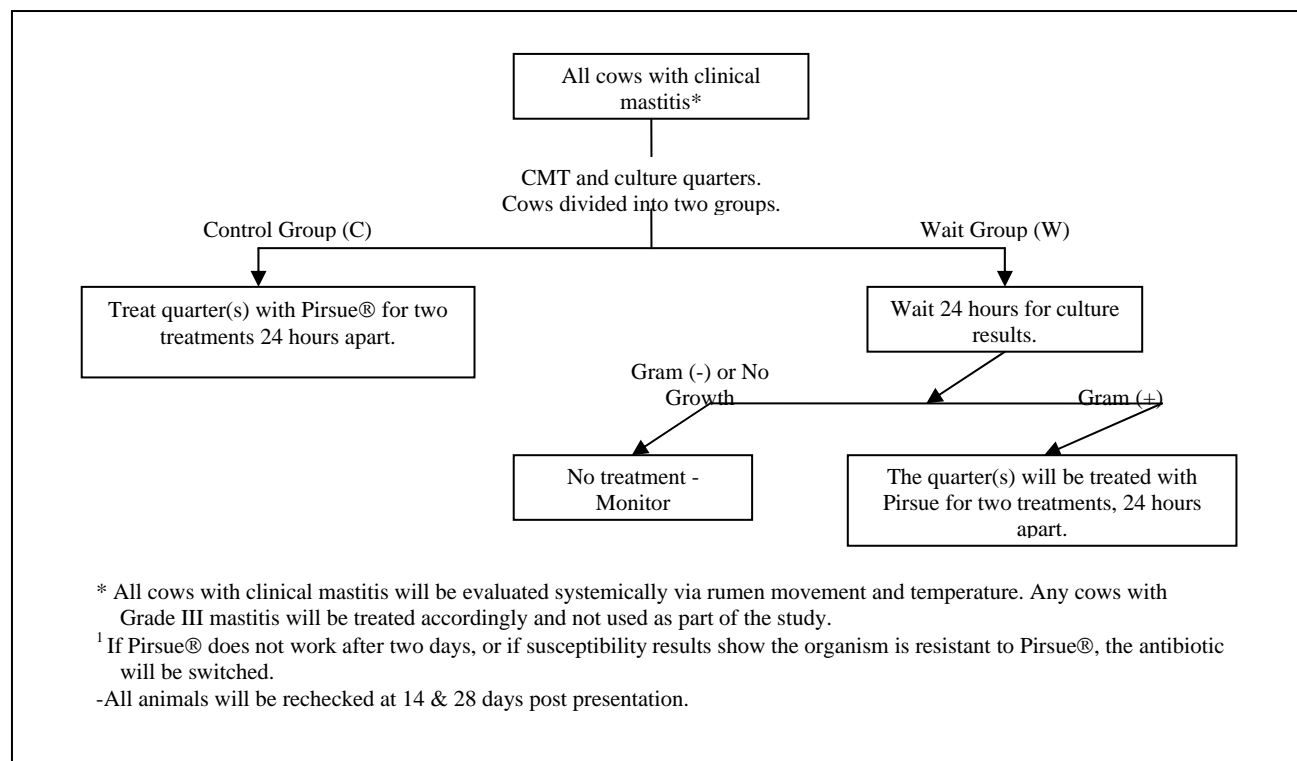 All cows with clinical
mastitis*
CMT and culture quarters.
Cows divided into two groups.
Control Group (C)
Wait Group (W)
Treat quarter(s) with Pirsue® for two
treatments 24 hours apart.
Wait 24 hours for culture
results.
Gram (-) or No
Growth
Gram (+)
No treatment -
Monitor
The quarter(s) will be treated with
Pirsue for two treatments, 24 hours
apart.
* All cows with clinical mastitis will be evaluated systemically via rumen movement and temperature. Any cows with
Grade III mastitis will be treated accordingly and not used as part of the study.
¹ If Pirsue® does not work after two days, or if susceptibility results show the organism is resistant to Pirsue®, the antibiotic
will be switched.
-All animals will be rechecked at 14 & 28 days post presentation.